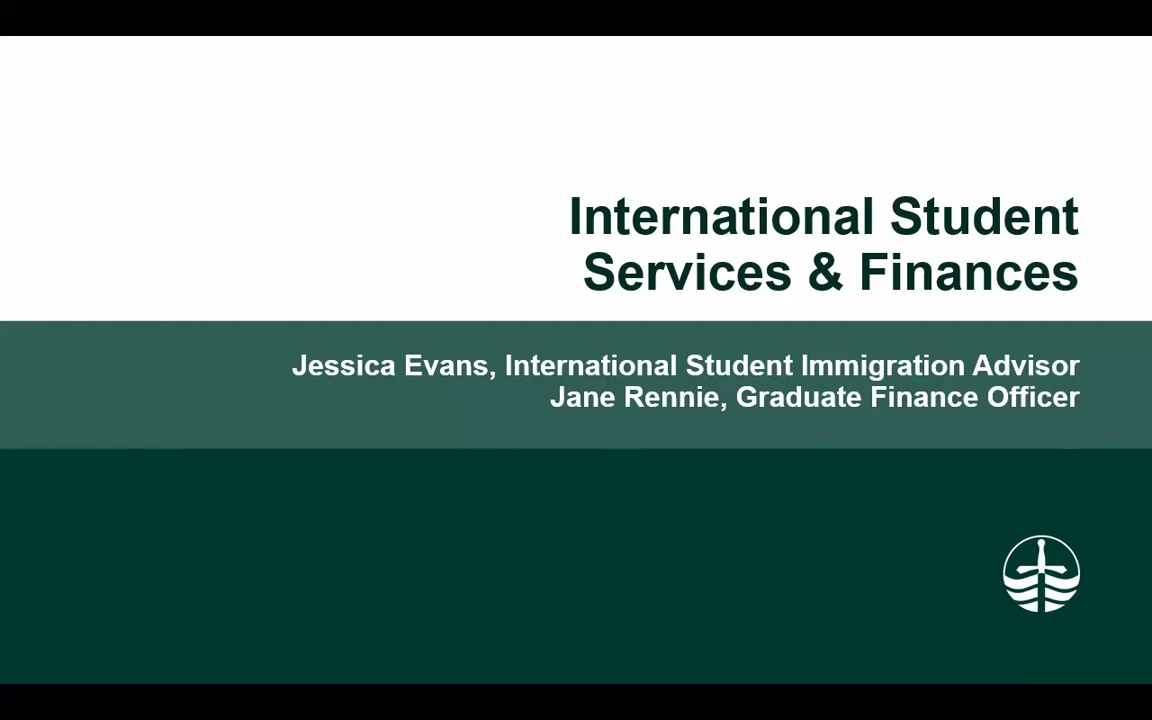 International Student
Services & Finances
Jessica Evans, International Student Immigration Advisor
Jane Rennie, Graduate Finance Officer